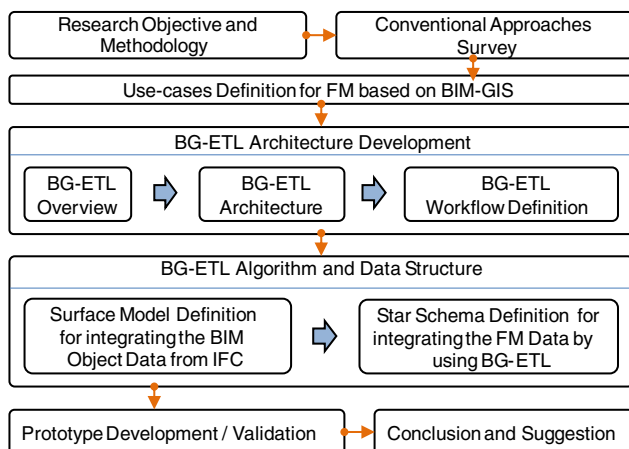 Research Objective and
Methodology
Conventional Approaches
Survey
Use-cases Definition for FM based on BIM-GIS
BG-ETL Architecture Development
BG-ETL
Overview
BG-ETL
Architecture
BG-ETL
Workflow Definition
BG-ETL Algorithm and Data Structure
Surface Model Definition
for integrating the BIM
Object Data from IFC
Star Schema Definition for
integrating the FM Data by
using BG-ETL
Prototype Development / Validation
Conclusion and Suggestion